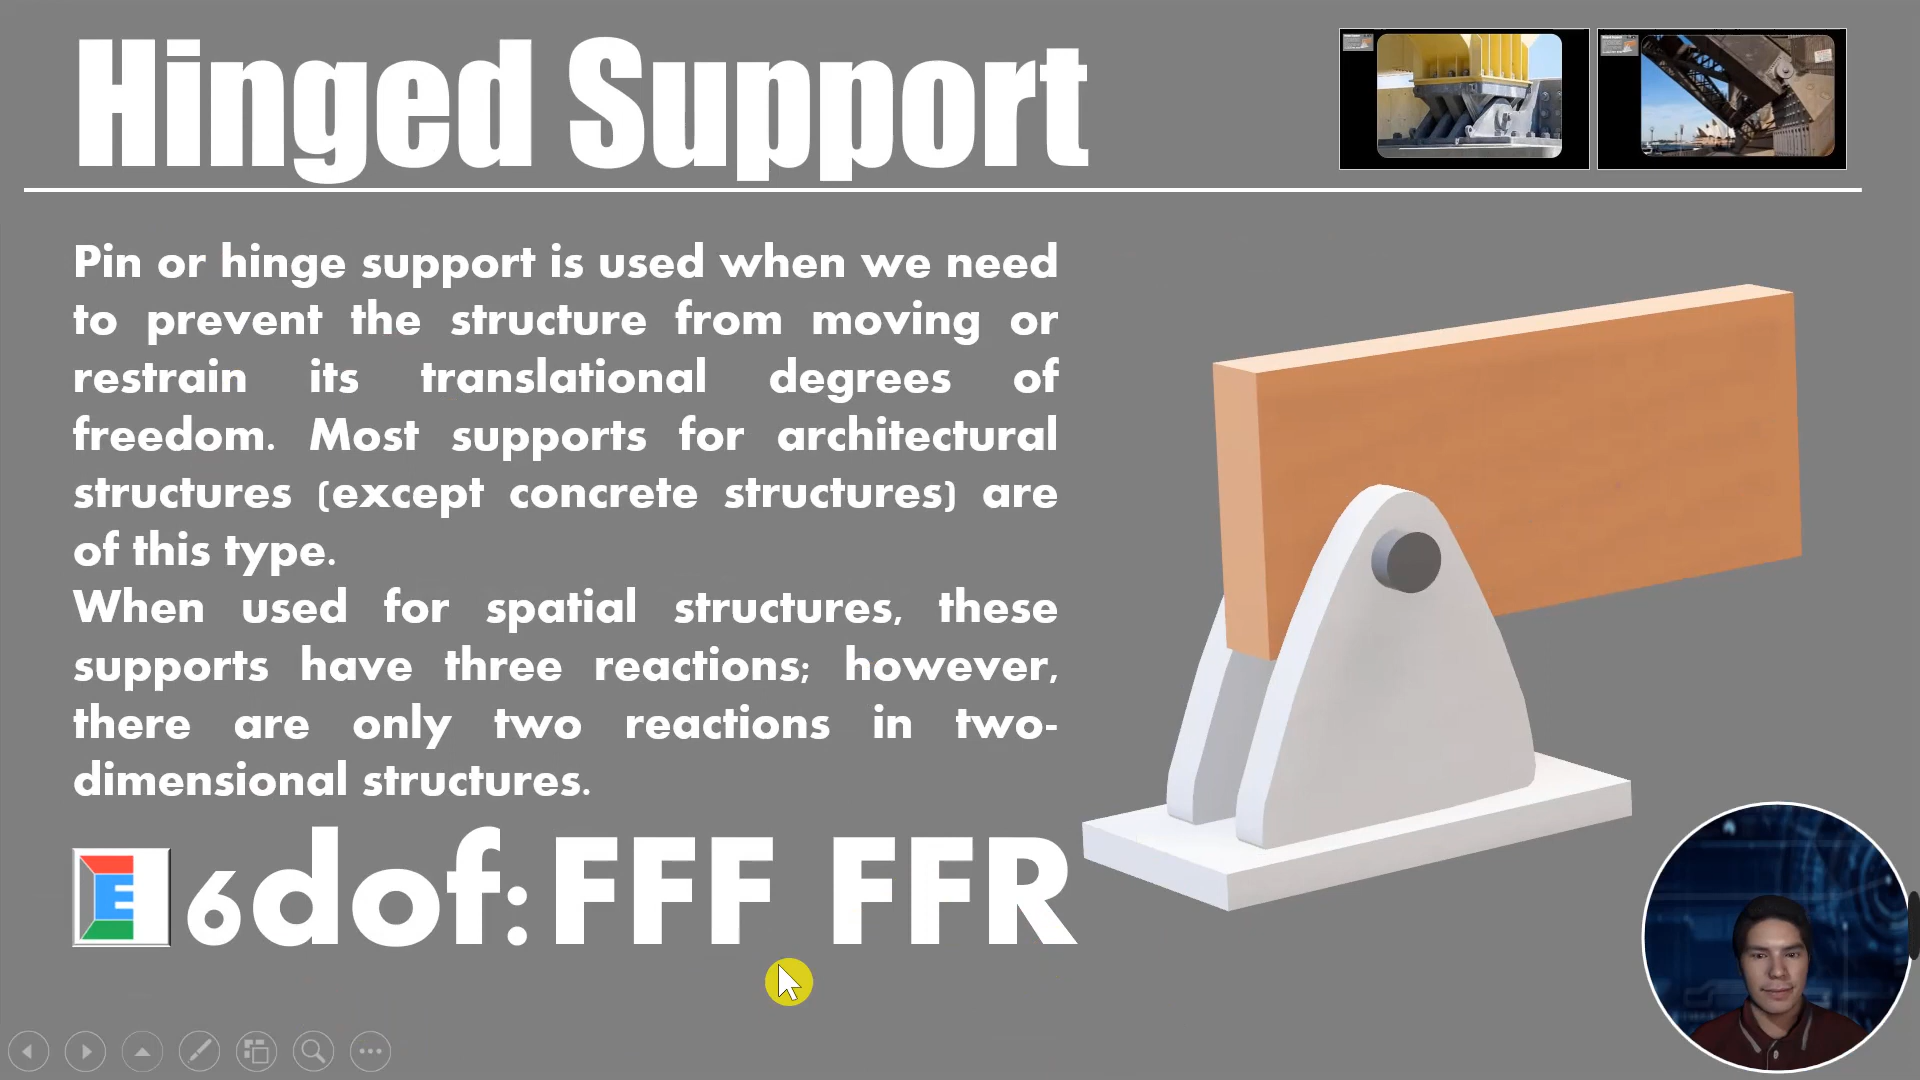 Hinged Support
Pin or hinge support is used when we need
to prevent the structure from moving or
restrain its translational degrees of
freedom. Most supports for architectural
structures (except concrete structures) are
of this type.
When used for spatial structures, these
supports have three reactions; however,
there are only two reactions in two-
dimensional structures.
E 6dof: FFF FFR